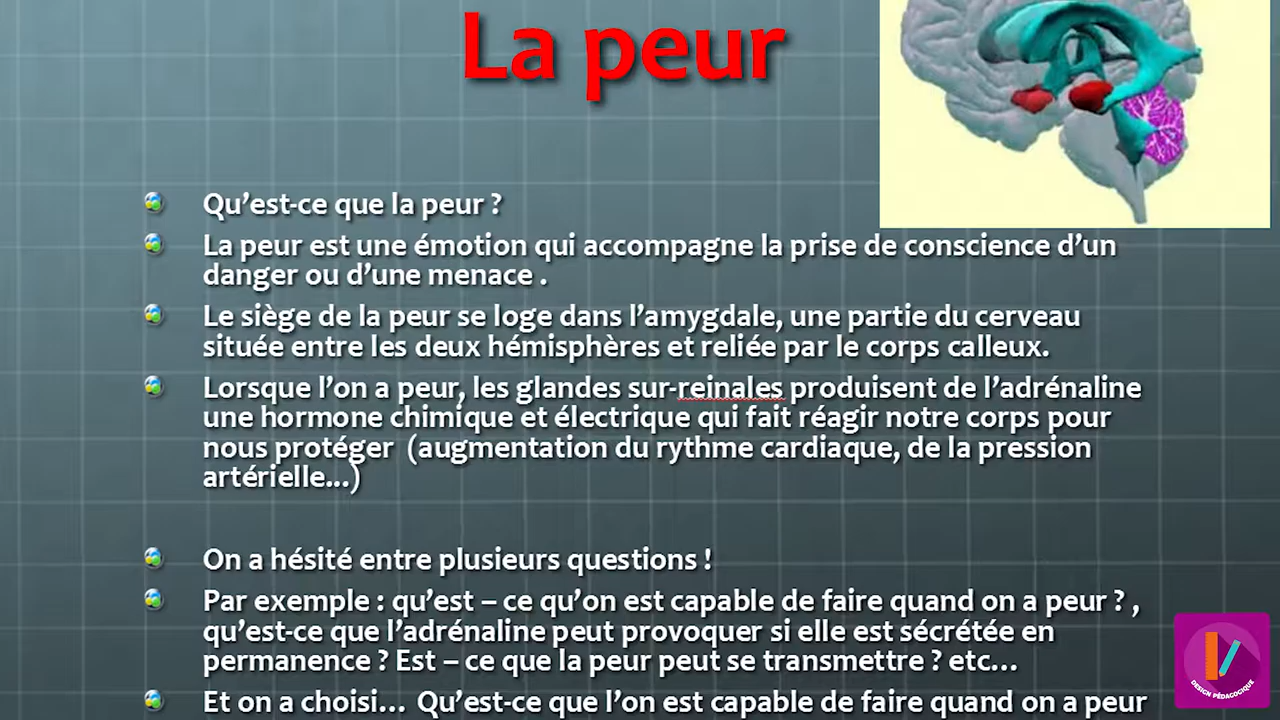 La peur
Qu’est-ce que la peur ?
La peur est une émotion qui accompagne la prise de conscience d’un
danger ou d’une menace .
Le siège de la peur se loge dans l’amygdale, une partie du cerveau
située entre les deux hémisphères et reliée par le corps calleux.
Lorsque l’on a peur, les glandes sur-reinales produisent de l’adrénaline
une hormone chimique et électrique qui fait réagir notre corps pour
nous protéger  (augmentation du rythme cardiaque, de la pression
artérielle...)
On a hésité entre plusieurs questions !
Par exemple : qu’est – ce qu’on est capable de faire quand on a peur ? ,
qu’est-ce que l’adrénaline peut provoquer si elle est sécrétée en
permanence ? Est – ce que la peur peut se transmettre ? etc…
Et on a choisi… Qu’est-ce que l’on est capable de faire quand on a peur
DESIGN PÉDAGOGIQUE